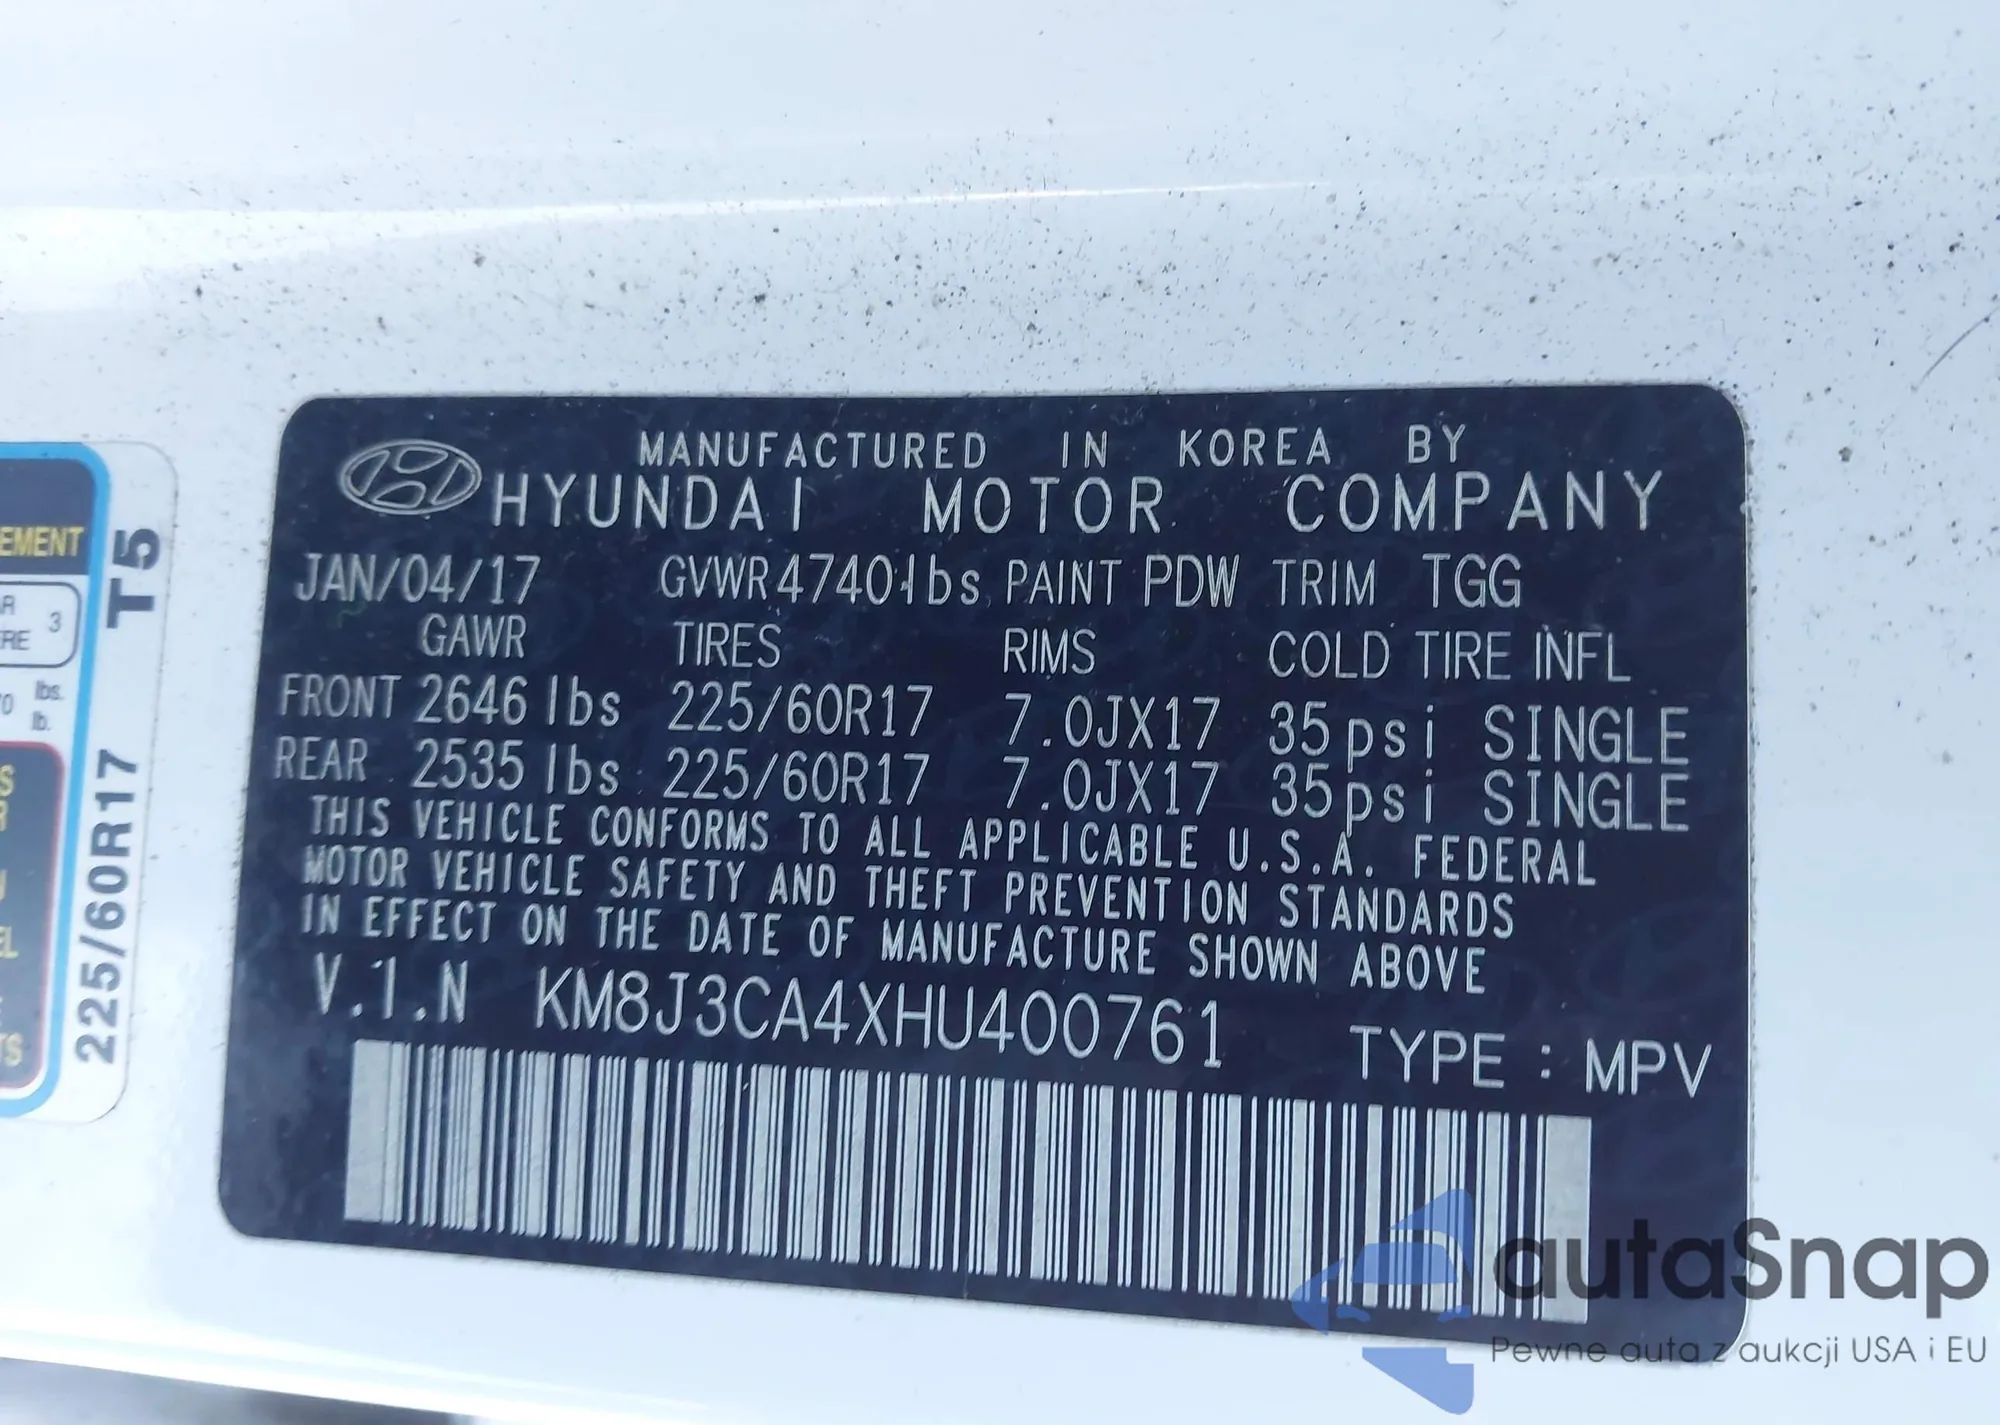 MANUFACTURED IN KOREA BY
HYUNDAI MOTOR COMPANY
JAN/04/17 GVWR 4740lbs PAINT PDW TRIM TGG
GAWR TIRES RIMS COLD TIRE INFL
FRONT 2646 lbs 225/60R17 7.0JX17 35psi SINGLE
REAR 2535 lbs 225/60R17 7.0JX17 35psi SINGLE
THIS VEHICLE CONFORMS TO ALL APPLICABLE U.S.A. FEDERAL
MOTOR VEHICLE SAFETY AND THEFT PREVENTION STANDARDS
IN EFFECT ON THE DATE OF MANUFACTURE SHOWN ABOVE
V.I.N KM8J3CA4XHU400761
TYPE : MPV
225/60R17 T5
3
lbs.
lb.
autaSnap
Pewne auta z aukcji USA i EU